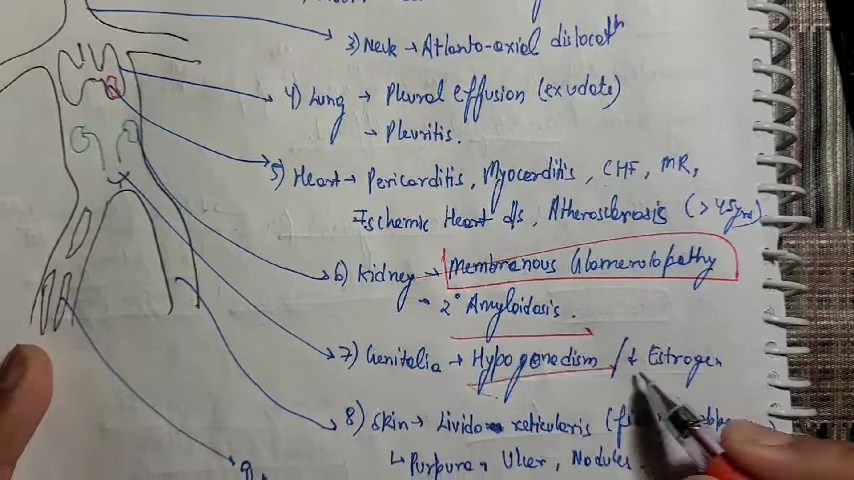 3) Neck → Atlanto-axial dislocatn
4) Lung → Pleural effusion (exudate)
→ Pleuritis.
5) Heart → Pericarditis, Myocarditis, CHF, MR,
Ischemic Heart d/s, Atherosclerosis (>45yrs)
6) Kidney → Membranous Glomerulopathy
- 2° Amyloidosis.
7) Genitalia → Hypogonadism / ↓ Estrogen
8) Skin → Livido reticularis
↳ Purpura, Ulcer, Nodules
9)